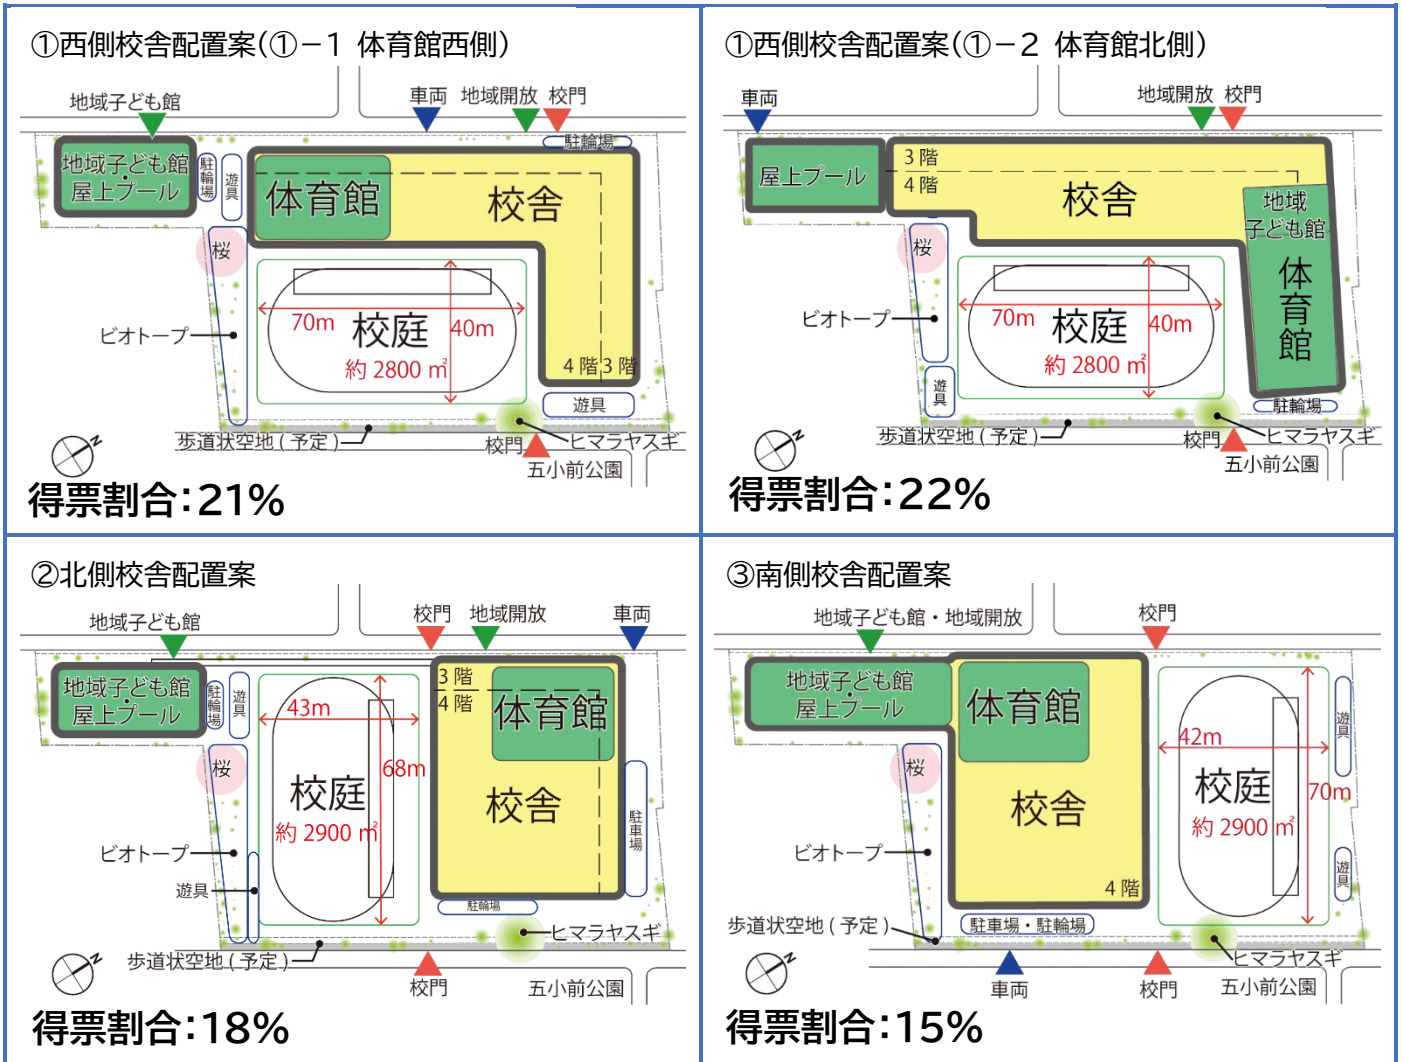 ①西側校舎配置案(①－1 体育館西側)
地域子ども館
車両
地域開放
校門
駐輪場
地域子ども館
・
屋上プール
駐輪場
遊具
体育館
校舎
桜
70m
校庭
40m
約 2800 ㎡
ビオトープ
4 階
3 階
遊具
歩道状空地 ( 予定 )
校門
ヒマラヤスギ
五小前公園
N
得票割合:21%
①西側校舎配置案(①－2 体育館北側)
車両
地域開放
校門
屋上プール
3 階
4 階
校舎
地域
子ども館
体育館
桜
70m
校庭
40m
約 2800 ㎡
ビオトープ
遊具
駐輪場
歩道状空地 ( 予定 )
校門
ヒマラヤスギ
五小前公園
N
得票割合:22%
②北側校舎配置案
地域子ども館
校門
地域開放
車両
地域子ども館
・
屋上プール
駐輪場
遊具
3 階
4 階
体育館
43m
68m
桜
校庭
約 2900 ㎡
校舎
駐車場
ビオトープ
遊具
駐輪場
ヒマラヤスギ
歩道状空地 ( 予定 )
校門
五小前公園
N
得票割合:18%
③南側校舎配置案
地域子ども館・地域開放
校門
地域子ども館
・
屋上プール
体育館
42m
70m
遊具
桜
校庭
約 2900 ㎡
校舎
ビオトープ
遊具
4 階
歩道状空地 ( 予定 )
駐車場・駐輪場
ヒマラヤスギ
車両
校門
五小前公園
N
得票割合:15%